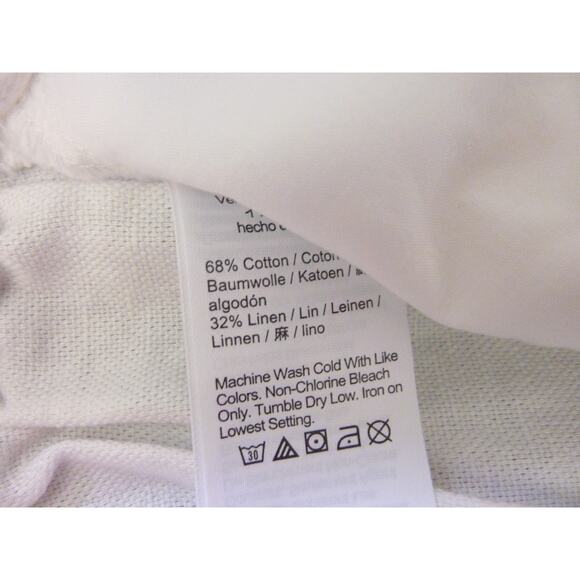 Ve
hecho
68% Cotton / Coton
Baumwolle / Katoen /
algodón
32% Linen / Lin / Leinen /
Linnen / 麻 / lino
Machine Wash Cold With Like
Colors. Non-Chlorine Bleach
Only. Tumble Dry Low. Iron on
Lowest Setting.
30